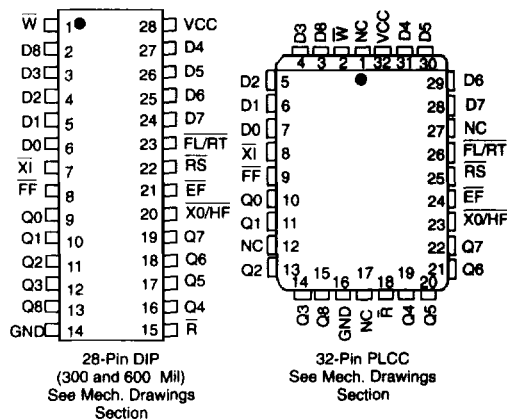 W̅ 1 28 VCC
D8 2 27 D4
D3 3 26 D5
D2 4 25 D6
D1 5 24 D7
D0 6 23 F̅L̅/̅R̅T̅
X̅I̅ 7 22 R̅S̅
F̅F̅ 8 21 E̅F̅
Q0 9 20 X̅0̅/̅H̅F̅
Q1 10 19 Q7
Q2 11 18 Q6
Q3 12 17 Q5
Q8 13 16 Q4
GND 14 15 R̅
28-Pin DIP
(300 and 600 Mil)
See Mech. Drawings
Section
D3 D8 W̅ NC VCC D4 D5
4 3 2 1 32 31 30
D2 5 29 D6
D1 6 28 D7
D0 7 27 NC
X̅I̅ 8 26 F̅L̅/̅R̅T̅
F̅F̅ 9 25 R̅S̅
Q0 10 24 E̅F̅
Q1 11 23 X̅0̅/̅H̅F̅
NC 12 22 Q7
Q2 13 21 Q6
14 15 16 17 18 19 20
Q3 Q8 GND NC R̅ Q4 Q5
32-Pin PLCC
See Mech. Drawings
Section